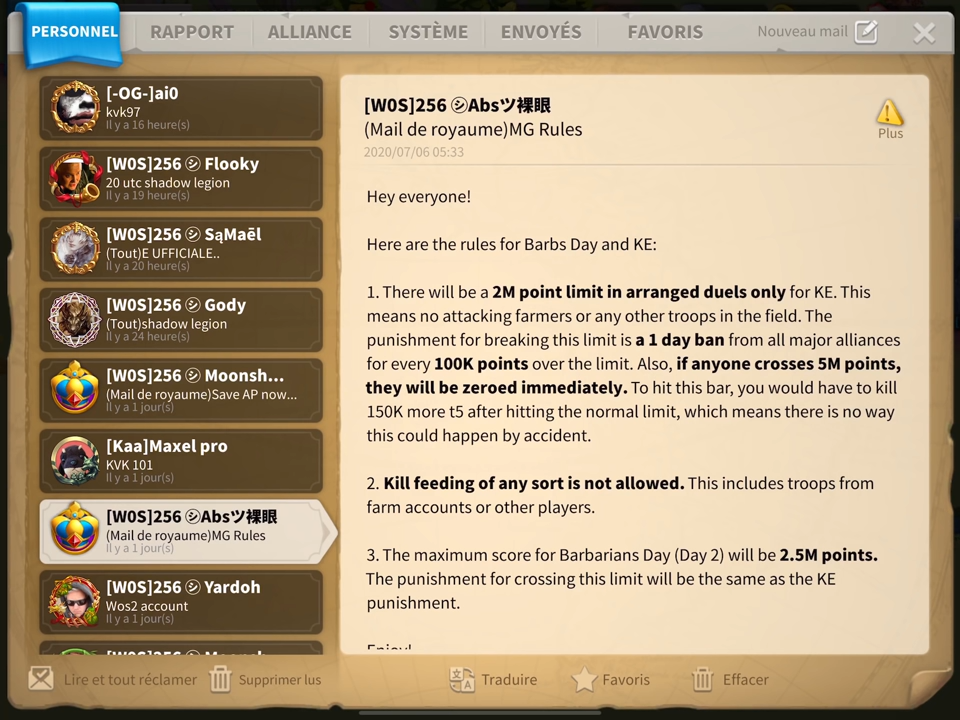 PERSONNEL
RAPPORT
ALLIANCE
SYSTÈME
ENVOYÉS
FAVORIS
Nouveau mail
[-OG-]ai0
kvk97
Il y a 16 heure(s)
[W0S]256 ㋛ Flooky
20 utc shadow legion
Il y a 19 heure(s)
[W0S]256 ㋛ SąMaēl
(Tout)E UFFICIALE..
Il y a 20 heure(s)
[W0S]256 ㋛ Gody
(Tout)shadow legion
Il y a 24 heure(s)
[W0S]256 ㋛ Moonsh...
(Mail de royaume)Save AP now...
Il y a 1 jour(s)
[Kaa]Maxel pro
KVK 101
Il y a 1 jour(s)
[W0S]256 ㋛Absツ裸眼
(Mail de royaume)MG Rules
Il y a 1 jour(s)
[W0S]256 ㋛ Yardoh
Wos2 account
Il y a 1 jour(s)
[W0S]256 ㋛Absツ裸眼
(Mail de royaume)MG Rules
2020/07/06 05:33
Plus
Hey everyone!
Here are the rules for Barbs Day and KE:
1. There will be a 2M point limit in arranged duels only for KE. This
means no attacking farmers or any other troops in the field. The
punishment for breaking this limit is a 1 day ban from all major alliances
for every 100K points over the limit. Also, if anyone crosses 5M points,
they will be zeroed immediately. To hit this bar, you would have to kill
150K more t5 after hitting the normal limit, which means there is no way
this could happen by accident.
2. Kill feeding of any sort is not allowed. This includes troops from
farm accounts or other players.
3. The maximum score for Barbarians Day (Day 2) will be 2.5M points.
The punishment for crossing this limit will be the same as the KE
punishment.
Enjoy!
Lire et tout réclamer
Supprimer lus
Traduire
Favoris
Effacer